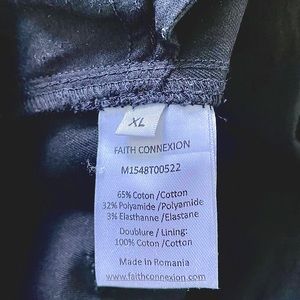 XL
FAITH CONNEXION
M1548T00522
65% Coton /Cotton
32% Polyamide /Polyamide
3% Elasthanne /Elastane
Doublure / Lining:
100% Coton /Cotton
Made in Romania
www.faithconnexion.com